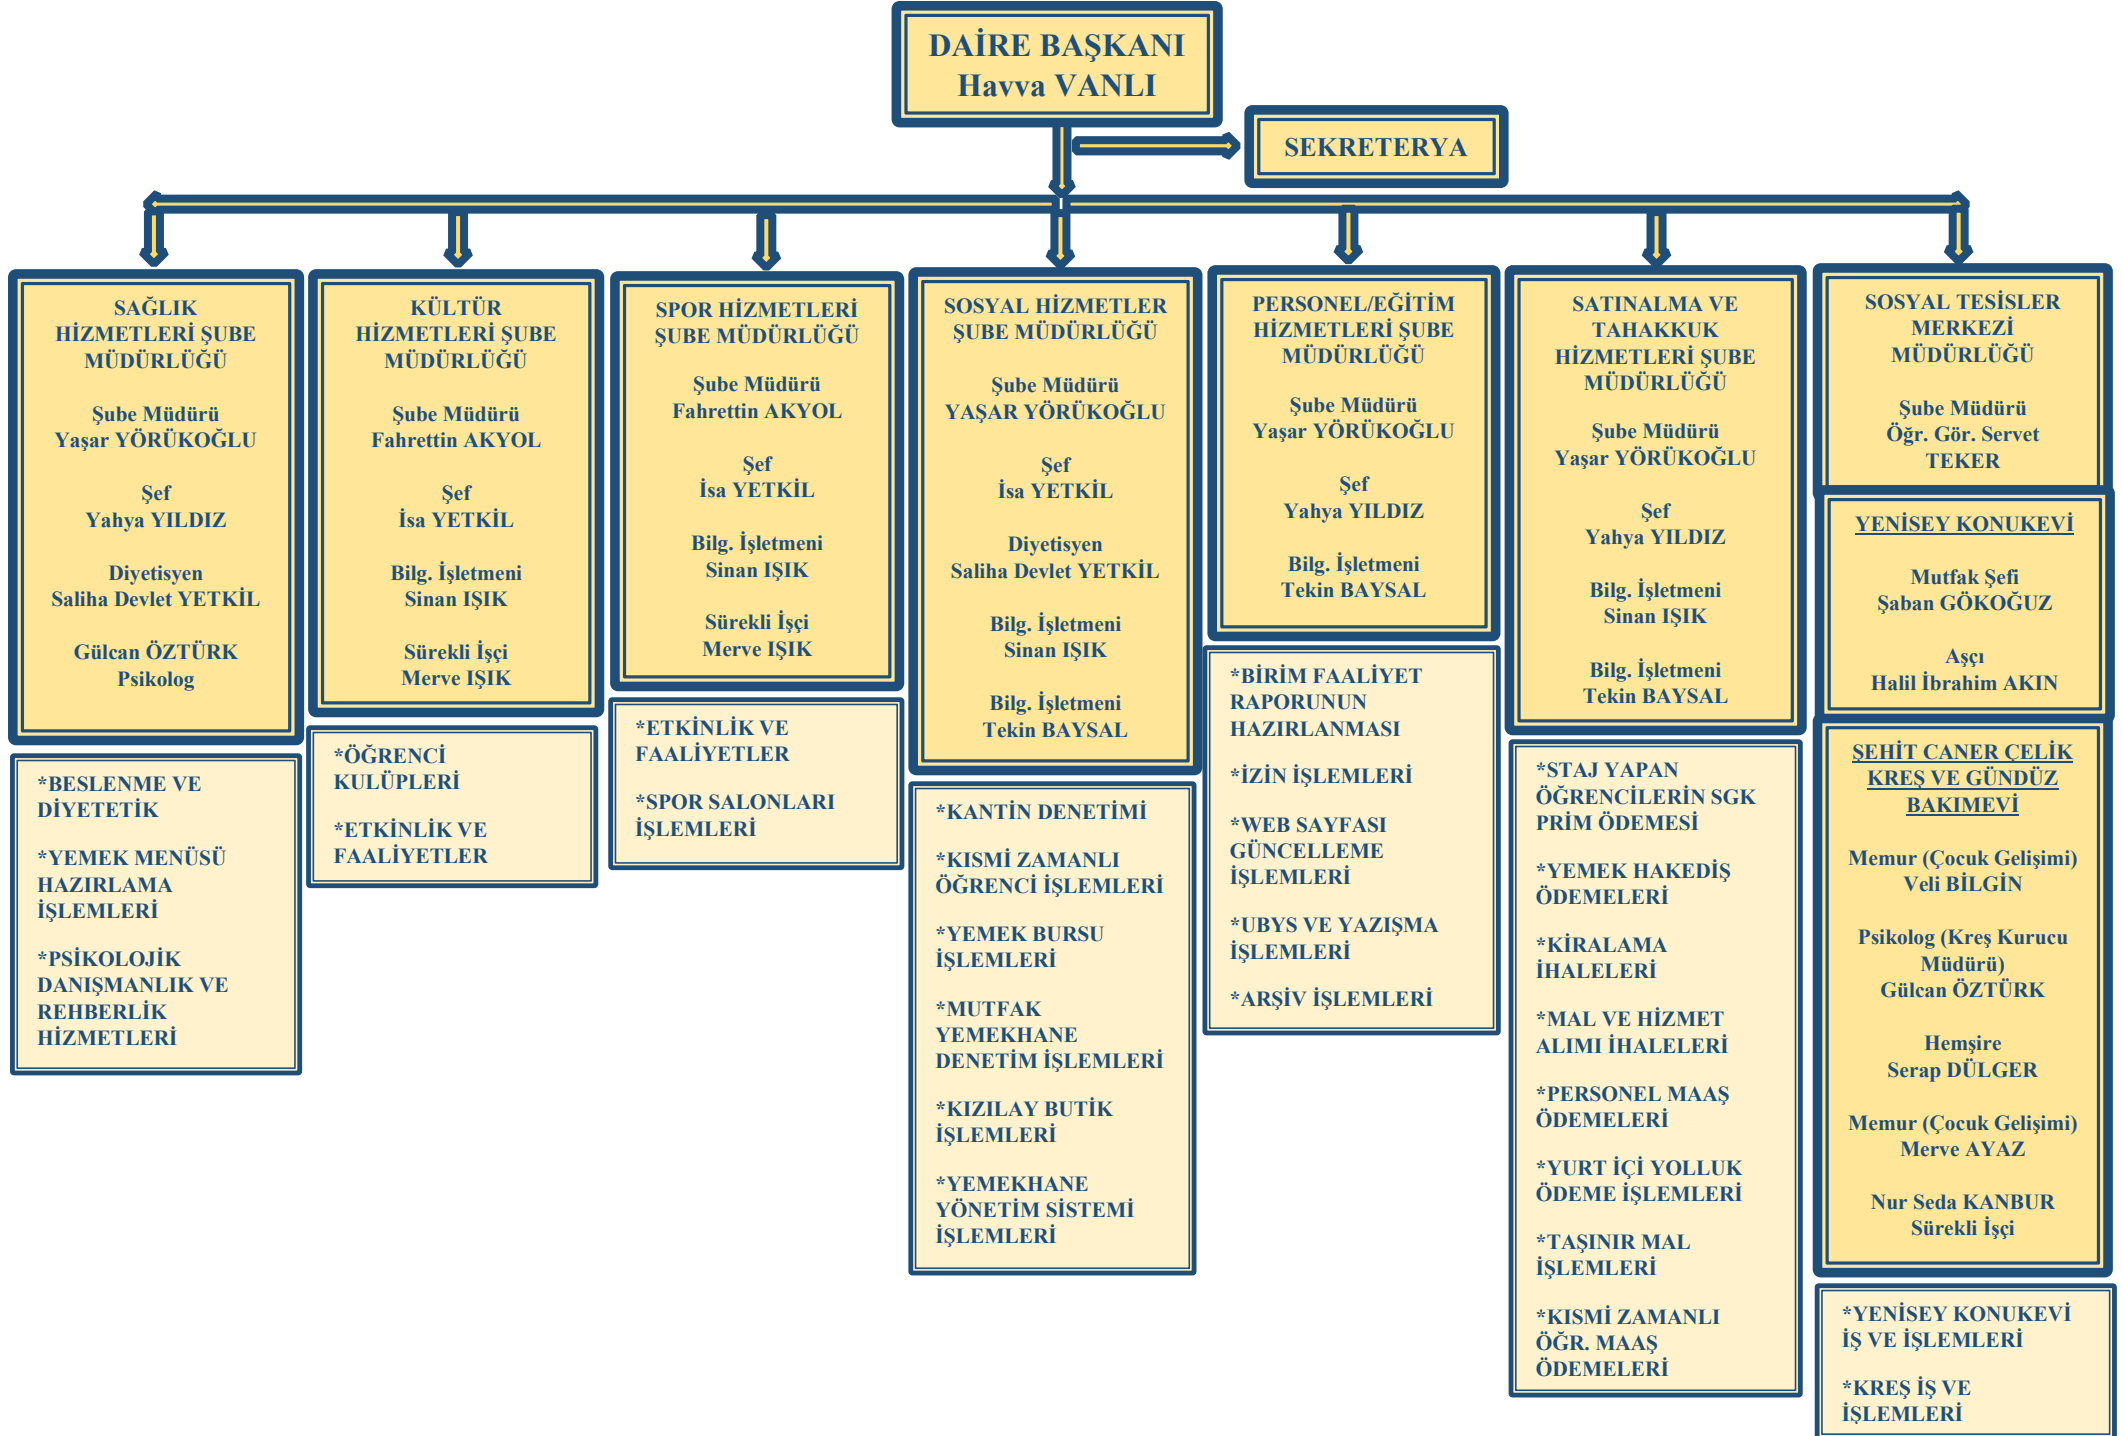 DAİRE BAŞKANI
Havva VANLI
SEKRETERYA
SAĞLIK
HİZMETLERİ ŞUBE
MÜDÜRLÜĞÜ
Şube Müdürü
Yaşar YÖRÜKOĞLU
Şef
Yahya YILDIZ
Diyetisyen
Saliha Devlet YETKİL
Gülcan ÖZTÜRK
Psikolog
*BESLENME VE
DİYETETİK
*YEMEK MENÜSÜ
HAZIRLAMA
İŞLEMLERİ
*PSİKOLOJİK
DANIŞMANLIK VE
REHBERLİK
HİZMETLERİ
KÜLTÜR
HİZMETLERİ ŞUBE
MÜDÜRLÜĞÜ
Şube Müdürü
Fahrettin AKYOL
Şef
İsa YETKİL
Bilg. İşletmeni
Sinan IŞIK
Sürekli İşçi
Merve IŞIK
*ÖĞRENCİ
KULÜPLERİ
*ETKİNLİK VE
FAALİYETLER
SPOR HİZMETLERİ
ŞUBE MÜDÜRLÜĞÜ
Şube Müdürü
Fahrettin AKYOL
Şef
İsa YETKİL
Bilg. İşletmeni
Sinan IŞIK
Sürekli İşçi
Merve IŞIK
*ETKİNLİK VE
FAALİYETLER
*SPOR SALONLARI
İŞLEMLERİ
SOSYAL HİZMETLER
ŞUBE MÜDÜRLÜĞÜ
Şube Müdürü
YAŞAR YÖRÜKOĞLU
Şef
İsa YETKİL
Diyetisyen
Saliha Devlet YETKİL
Bilg. İşletmeni
Sinan IŞIK
Bilg. İşletmeni
Tekin BAYSAL
*KANTİN DENETİMİ
*KISMİ ZAMANLI
ÖĞRENCİ İŞLEMLERİ
*YEMEK BURSU
İŞLEMLERİ
*MUTFAK
YEMEKHANE
DENETİM İŞLEMLERİ
*KIZILAY BUTİK
İŞLEMLERİ
*YEMEKHANE
YÖNETİM SİSTEMİ
İŞLEMLERİ
PERSONEL/EĞİTİM
HİZMETLERİ ŞUBE
MÜDÜRLÜĞÜ
Şube Müdürü
Yaşar YÖRÜKOĞLU
Şef
Yahya YILDIZ
Bilg. İşletmeni
Tekin BAYSAL
*BİRİM FAALİYET
RAPORUNUN
HAZIRLANMASI
*İZİN İŞLEMLERİ
*WEB SAYFASI
GÜNCELLEME
İŞLEMLERİ
*UBYS VE YAZIŞMA
İŞLEMLERİ
*ARŞİV İŞLEMLERİ
SATINALMA VE
TAHAKKUK
HİZMETLERİ ŞUBE
MÜDÜRLÜĞÜ
Şube Müdürü
Yaşar YÖRÜKOĞLU
Şef
Yahya YILDIZ
Bilg. İşletmeni
Sinan IŞIK
Bilg. İşletmeni
Tekin BAYSAL
*STAJ YAPAN
ÖĞRENCİLERİN SGK
PRİM ÖDEMESİ
*YEMEK HAKEDİŞ
ÖDEMELERİ
*KİRALAMA
İHALELERİ
*MAL VE HİZMET
ALIMI İHALELERİ
*PERSONEL MAAŞ
ÖDEMELERİ
*YURT İÇİ YOLLUK
ÖDEME İŞLEMLERİ
*TAŞINIR MAL
İŞLEMLERİ
*KISMİ ZAMANLI
ÖĞR. MAAŞ
ÖDEMELERİ
SOSYAL TESİSLER
MERKEZİ
MÜDÜRLÜĞÜ
Şube Müdürü
Öğr. Gör. Servet
TEKER
YENİSEY KONUKEVİ
Mutfak Şefi
Şaban GÖKOĞUZ
Aşçı
Halil İbrahim AKIN
ŞEHİT CANER ÇELİK
KREŞ VE GÜNDÜZ
BAKIMEVİ
Memur (Çocuk Gelişimi)
Veli BİLGİN
Psikolog (Kreş Kurucu
Müdürü)
Gülcan ÖZTÜRK
Hemşire
Serap DÜLGER
Memur (Çocuk Gelişimi)
Merve AYAZ
Nur Seda KANBUR
Sürekli İşçi
*YENİSEY KONUKEVİ
İŞ VE İŞLEMLERİ
*KREŞ İŞ VE
İŞLEMLERİ